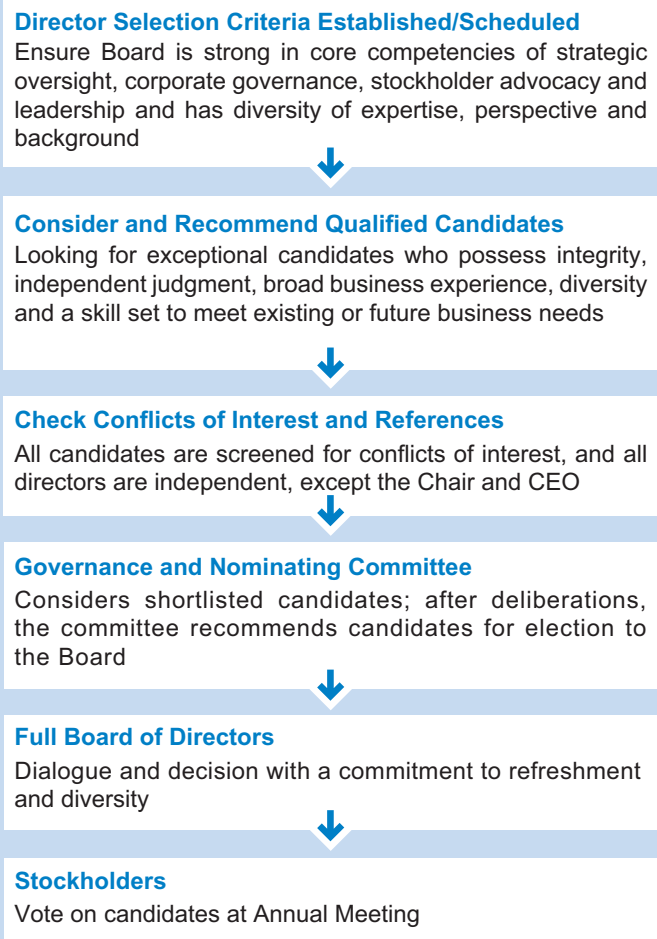 Director Selection Criteria Established/Scheduled
Ensure Board is strong in core competencies of strategic
oversight, corporate governance, stockholder advocacy and
leadership and has diversity of expertise, perspective and
background
Consider and Recommend Qualified Candidates
Looking for exceptional candidates who possess integrity,
independent judgment, broad business experience, diversity
and a skill set to meet existing or future business needs
Check Conflicts of Interest and References
All candidates are screened for conflicts of interest, and all
directors are independent, except the Chair and CEO
Governance and Nominating Committee
Considers shortlisted candidates; after deliberations,
the committee recommends candidates for election to
the Board
Full Board of Directors
Dialogue and decision with a commitment to refreshment
and diversity
Stockholders
Vote on candidates at Annual Meeting